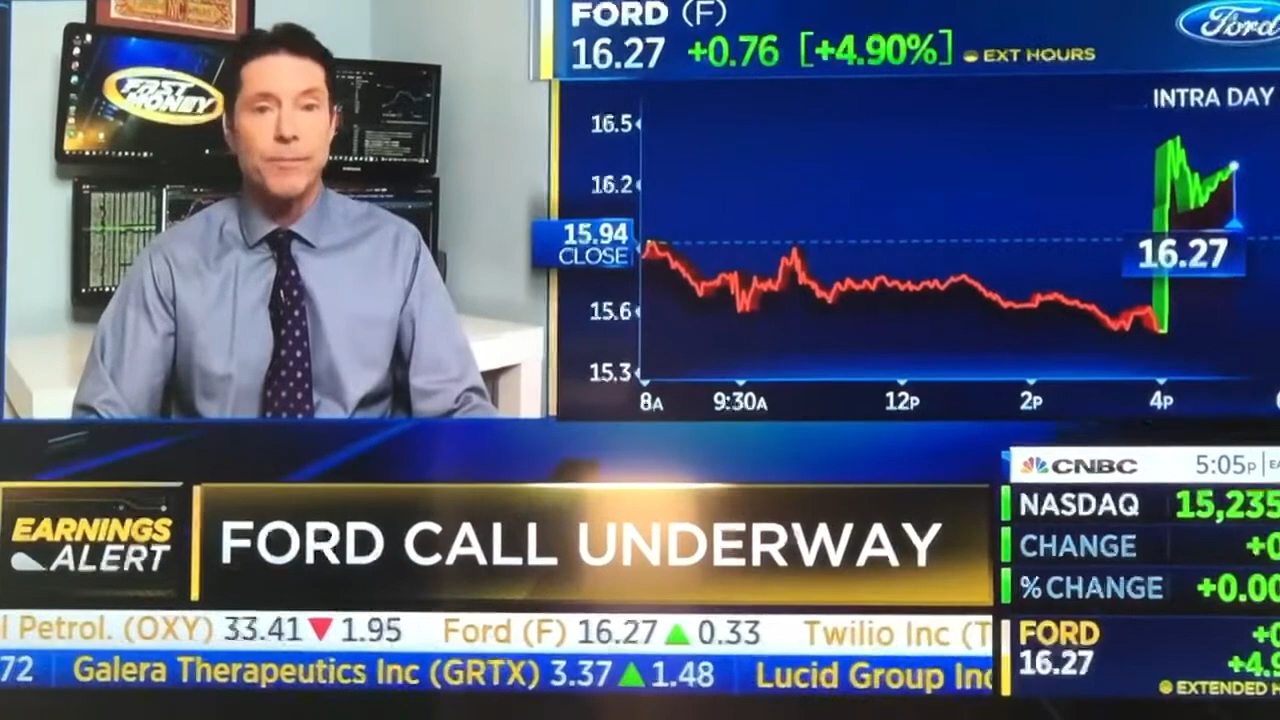 FAST
MONEY
FORD (F)
16.27 +0.76 [+4.90%] EXT HOURS
Ford
INTRA DAY
16.5
16.2
15.94
CLOSE
16.27
15.6
15.3
8A 9:30A 12P 2P 4P
EARNINGS
ALERT
FORD CALL UNDERWAY
CNBC 5:05P
NASDAQ 15,235
CHANGE +0
% CHANGE +0.00
FORD
16.27 +4.9
EXTENDED H
l Petrol. (OXY) 33.41 ▼ 1.95 Ford (F) 16.27 ▲ 0.33 Twilio Inc (T
72 Galera Therapeutics Inc (GRTX) 3.37 ▲ 1.48 Lucid Group Inc